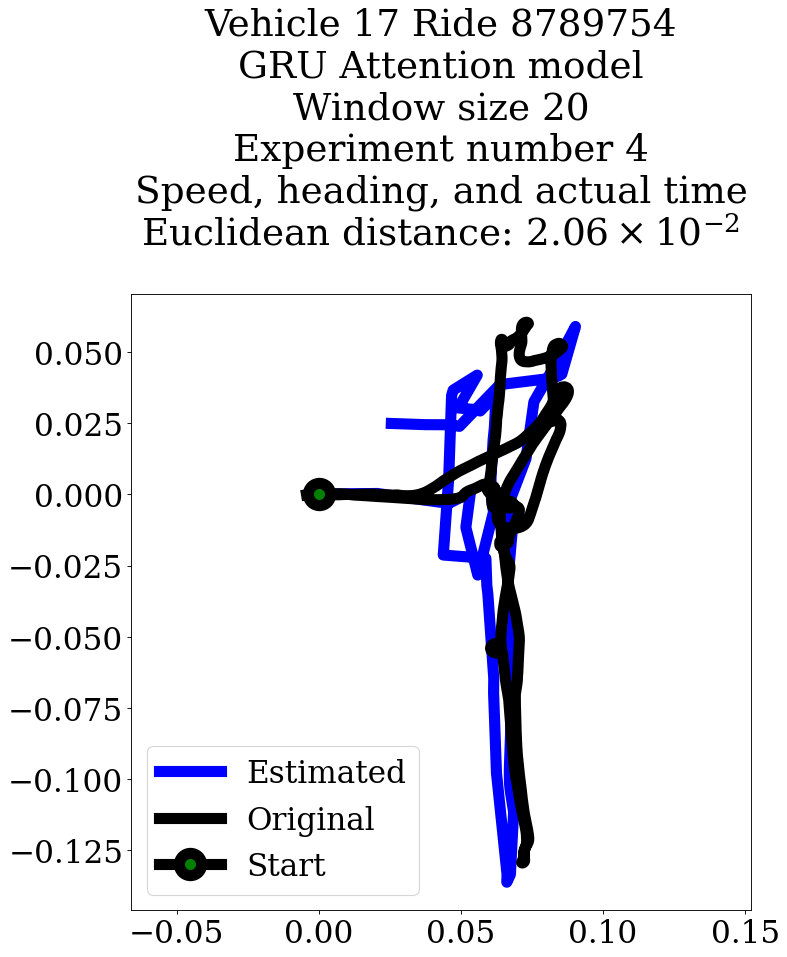 Vehicle 17 Ride 8789754
GRU Attention model
Window size 20
Experiment number 4
Speed, heading, and actual time
Euclidean distance: 2.06 × 10⁻²
0.050
0.025
0.000
−0.025
−0.050
−0.075
−0.100
−0.125
Estimated
Original
Start
−0.05 0.00 0.05 0.10 0.15